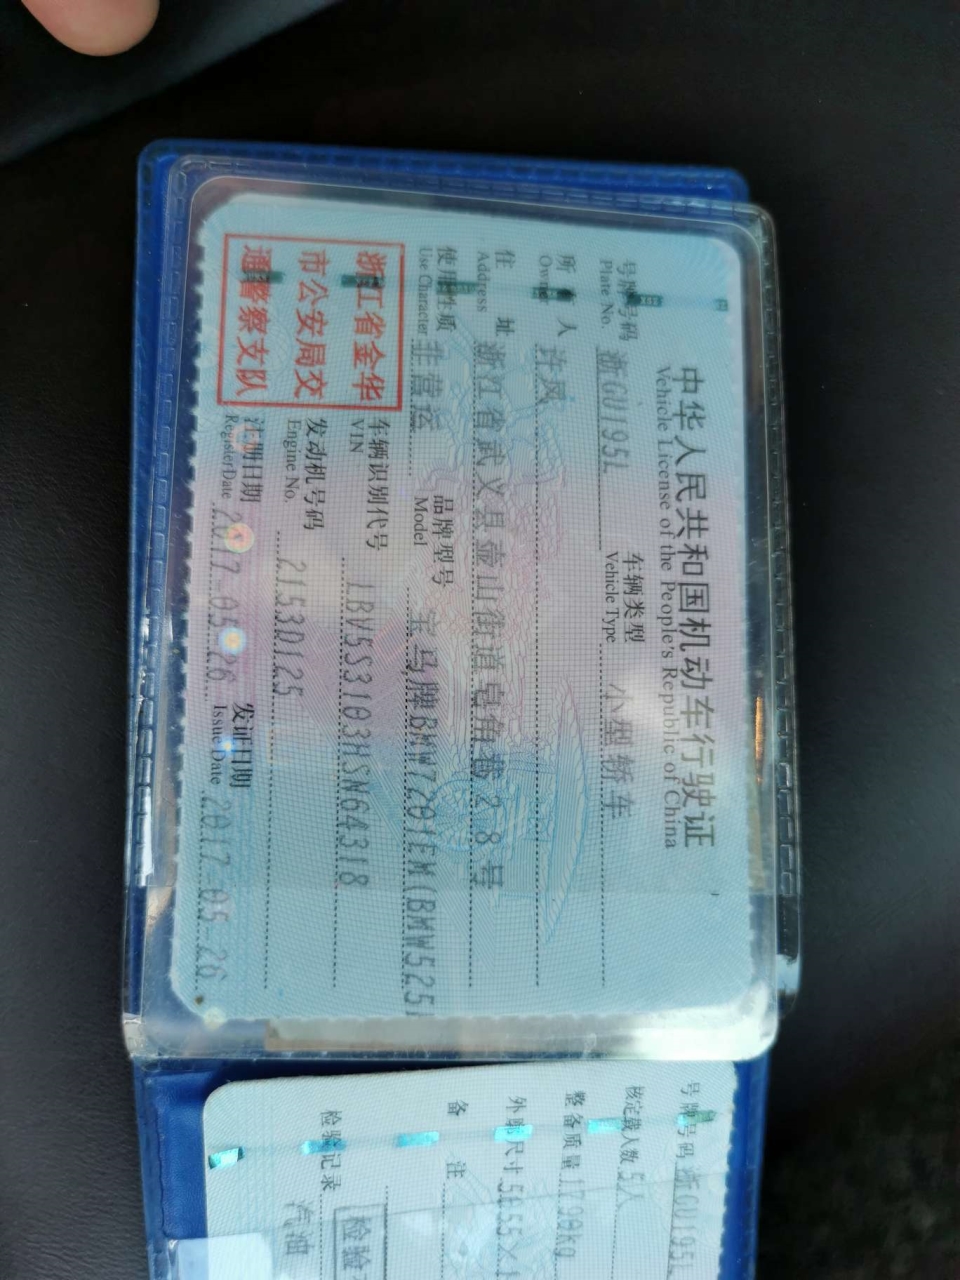 中华人民共和国机动车行驶证
Vehicle License of the People's Republic of China
号牌号码 浙GU195L 车辆类型 小型轿车
Plate No. Vehicle Type
所有人 许凤
Owner
住址 浙江省武义县壶山街道皂角巷28号
Address
使用性质 非营运 品牌型号 宝马牌BMW7201EM(BMW525
Use Character Model
浙江省金华
市公安局交
通警察支队
车辆识别代号 LBV5S3103HSN64318
VIN
发动机号码 2153D125
Engine No.
注册日期 2017-05-26 发证日期 2017-05-26
Register Date Issue Date
号牌号码 浙GU195L
核定载人数 5人
整备质量 1790kg
外廓尺寸 5055×1
备注
检验记录 检验
汽油